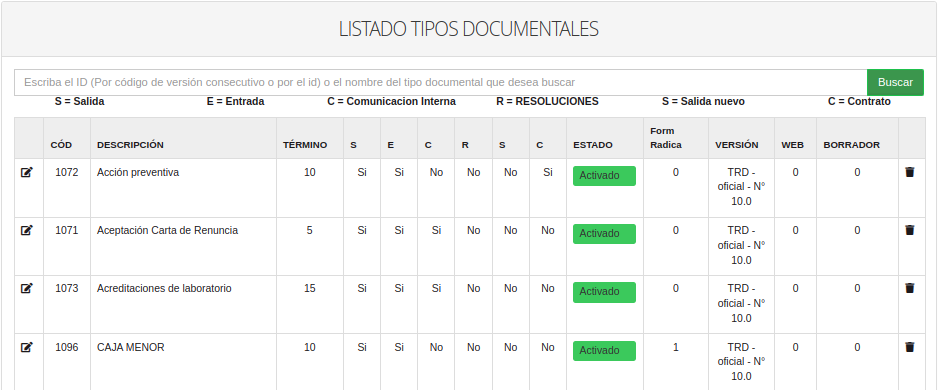 LISTADO TIPOS DOCUMENTALES
Escriba el ID (Por código de versión consecutivo o por el id) o el nombre del tipo documental que desea buscar Buscar
S = Salida E = Entrada C = Comunicacion Interna R = RESOLUCIONES S = Salida nuevo C = Contrato
CÓD DESCRIPCIÓN TÉRMINO S E C R S C ESTADO Form Radica VERSIÓN WEB BORRADOR
1072 Acción preventiva 10 Si Si No No No Si Activado 0 TRD - oficial - N° 10.0 0 0
1071 Aceptación Carta de Renuncia 5 Si Si Si No No No Activado 0 TRD - oficial - N° 10.0 0 0
1073 Acreditaciones de laboratorio 15 Si Si Si No No No Activado 0 TRD - oficial - N° 10.0 0 0
1096 CAJA MENOR 10 Si Si No No No No Activado 1 TRD - oficial - N° 10.0 0 0